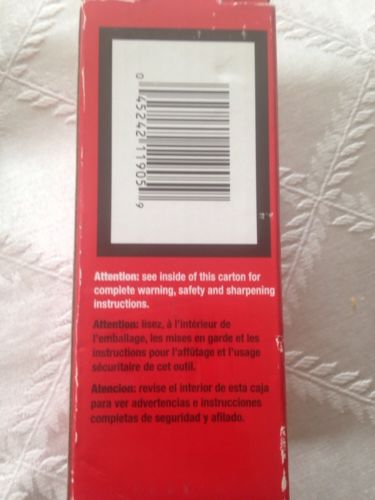 0 45242 11905 9
Attention: see inside of this carton for
complete warning, safety and sharpening
instructions.
Attention: lisez, à l'intérieur de
l'emballage, les mises en garde et les
instructions pour l'affûtage et l'usage
sécuritaire de cet outil.
Atencion: revise el interior de esta caja
para ver advertencias e instrucciones
completas de seguridad y afilado.